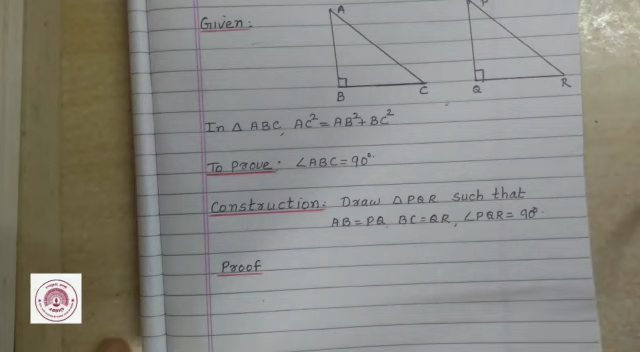 Given:
A
P
B
C
Q
R
In △ ABC, AC²=AB²+BC²
To Prove: ∠ABC=90°.
Construction: Draw △PQR such that
AB=PQ, BC=QR, ∠PQR=90°.
Proof